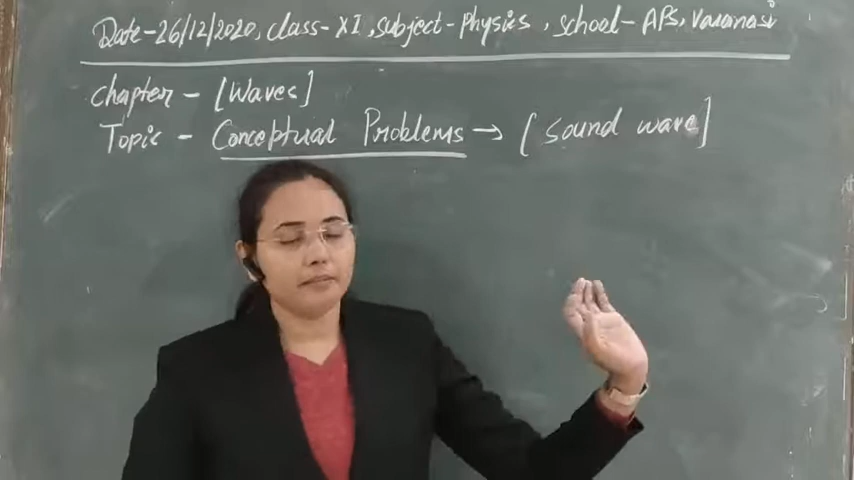 Date-26/12/2020, Class-XI, subject-Physics, school-APS, Varanasi
Chapter - [Waves]
Topic - Conceptual Problems → [Sound wave]